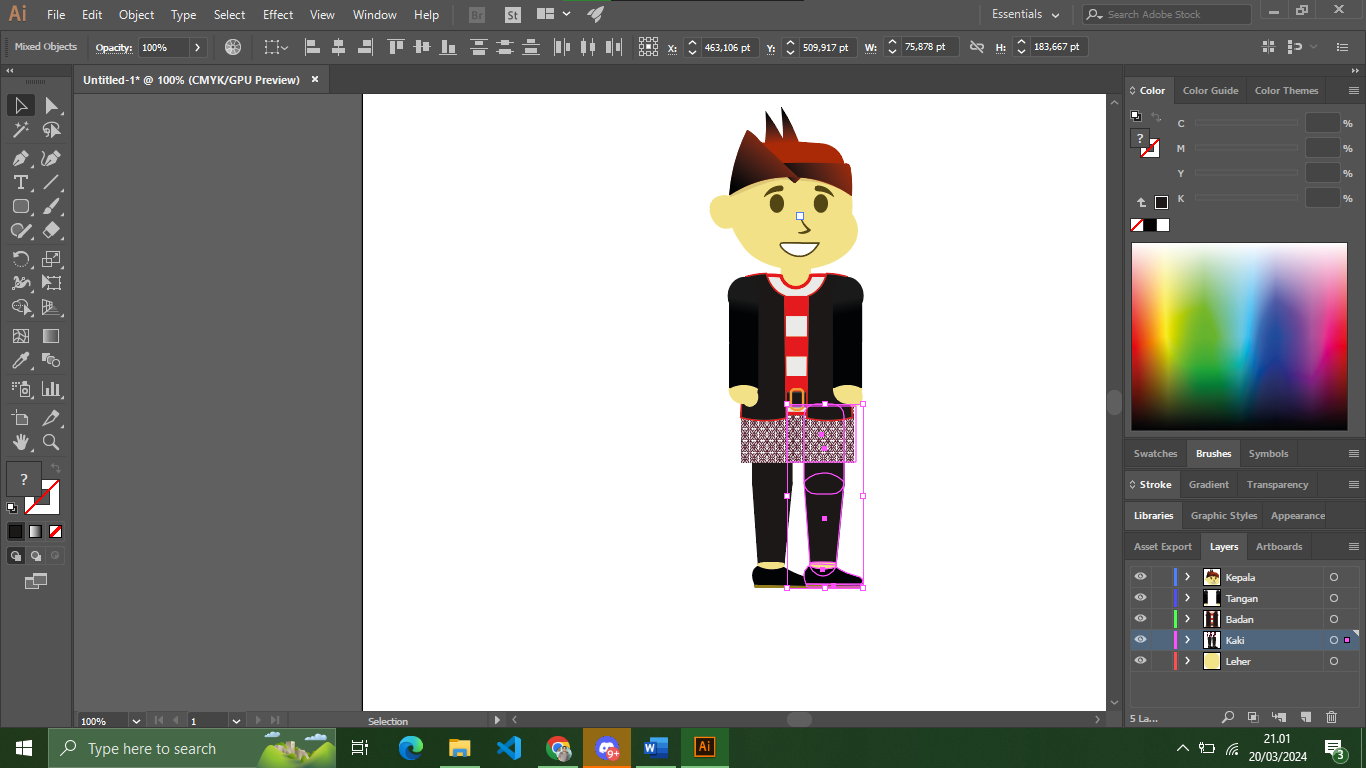 Ai File Edit Object Type Select Effect View Window Help Br St Essentials Search Adobe Stock
Mixed Objects Opacity: 100% X: 463,106 pt Y: 509,917 pt W: 75,878 pt H: 183,667 pt
Untitled-1* @ 100% (CMYK/GPU Preview)
Color Color Guide Color Themes
C %
? M %
Y %
K %
T
Swatches Brushes Symbols
? Stroke Gradient Transparency
Libraries Graphic Styles Appearance
Asset Export Layers Artboards
Kepala
Tangan
Badan
Kaki
Leher
100% 1 Selection 5 La...
Type here to search 9+ W Ai 21.01
20/03/2024 3